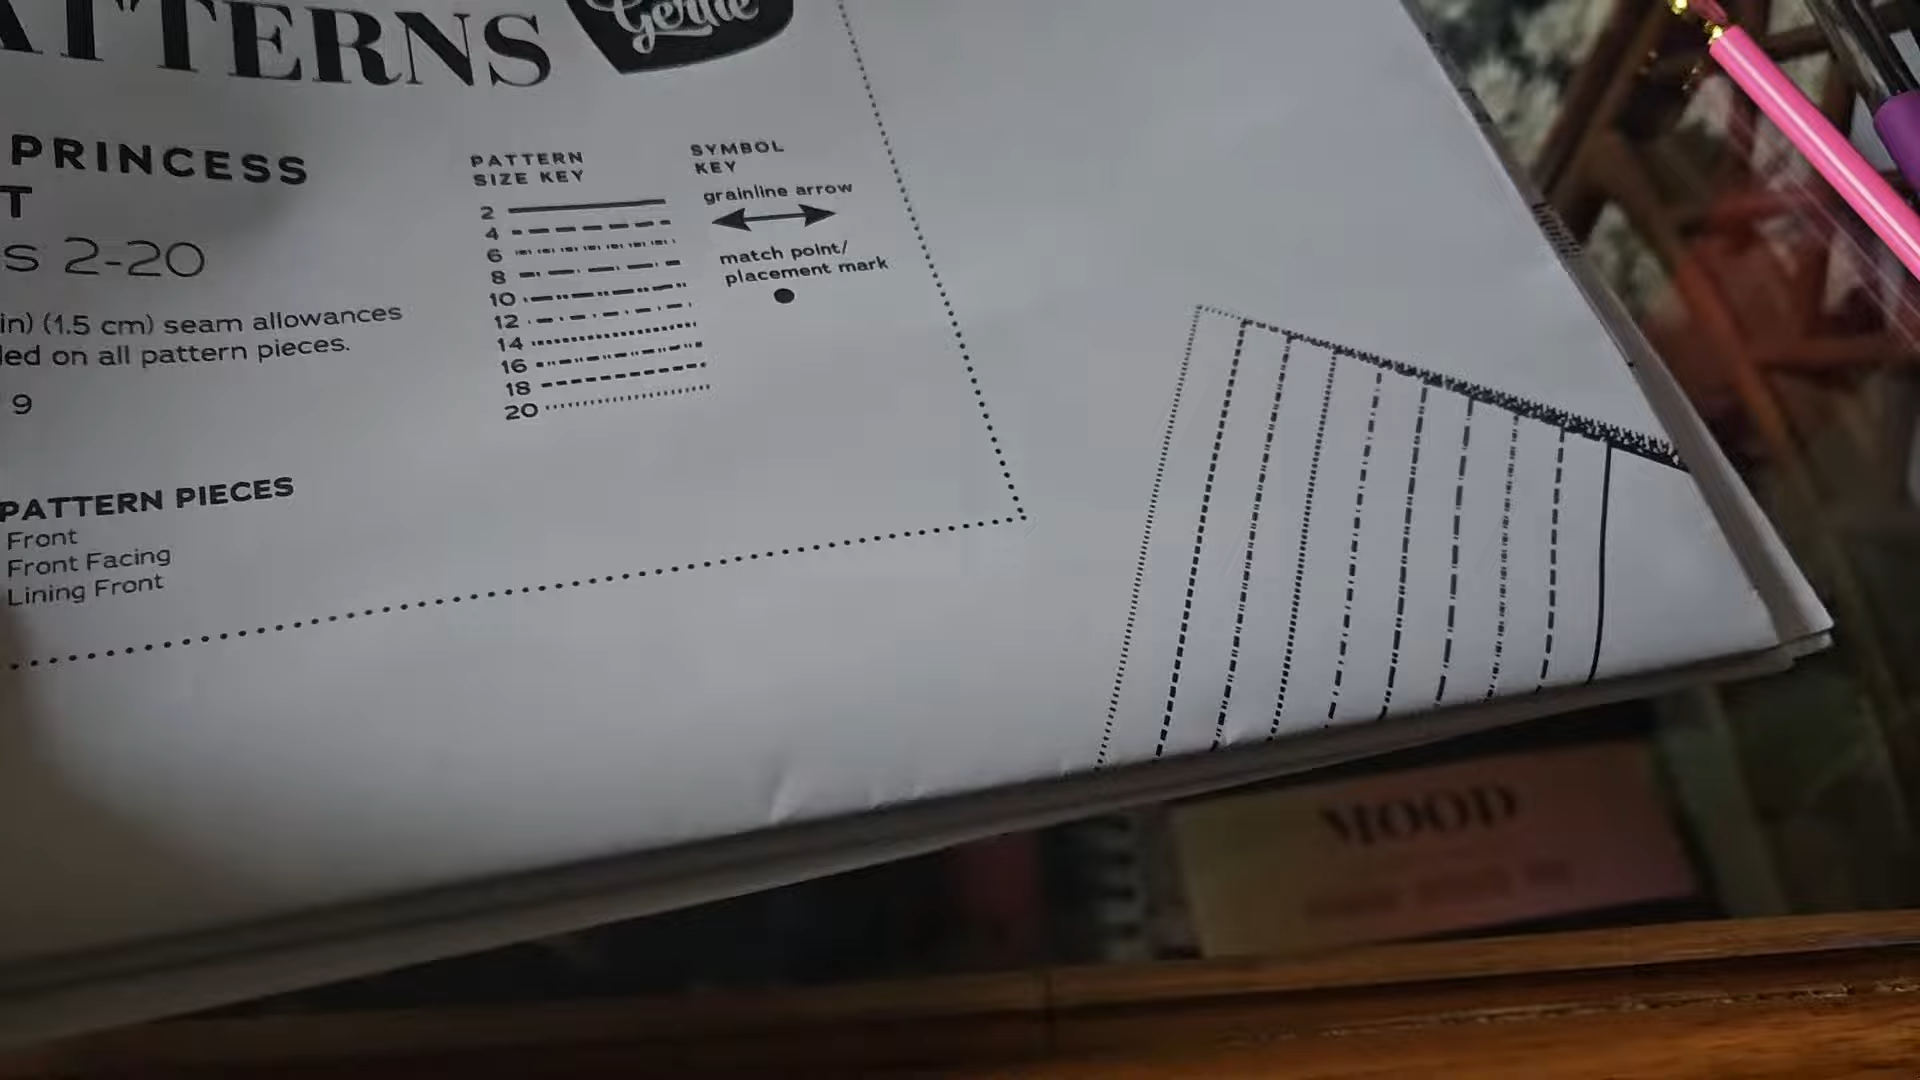 ATTERNS
Gertie
PRINCESS
T
S 2-20
in) (1.5 cm) seam allowances
led on all pattern pieces.
9
PATTERN PIECES
Front
Front Facing
Lining Front
PATTERN
SIZE KEY
2
4
6
8
10
12
14
16
18
20
SYMBOL
KEY
grainline arrow
match point/
placement mark
MOOD